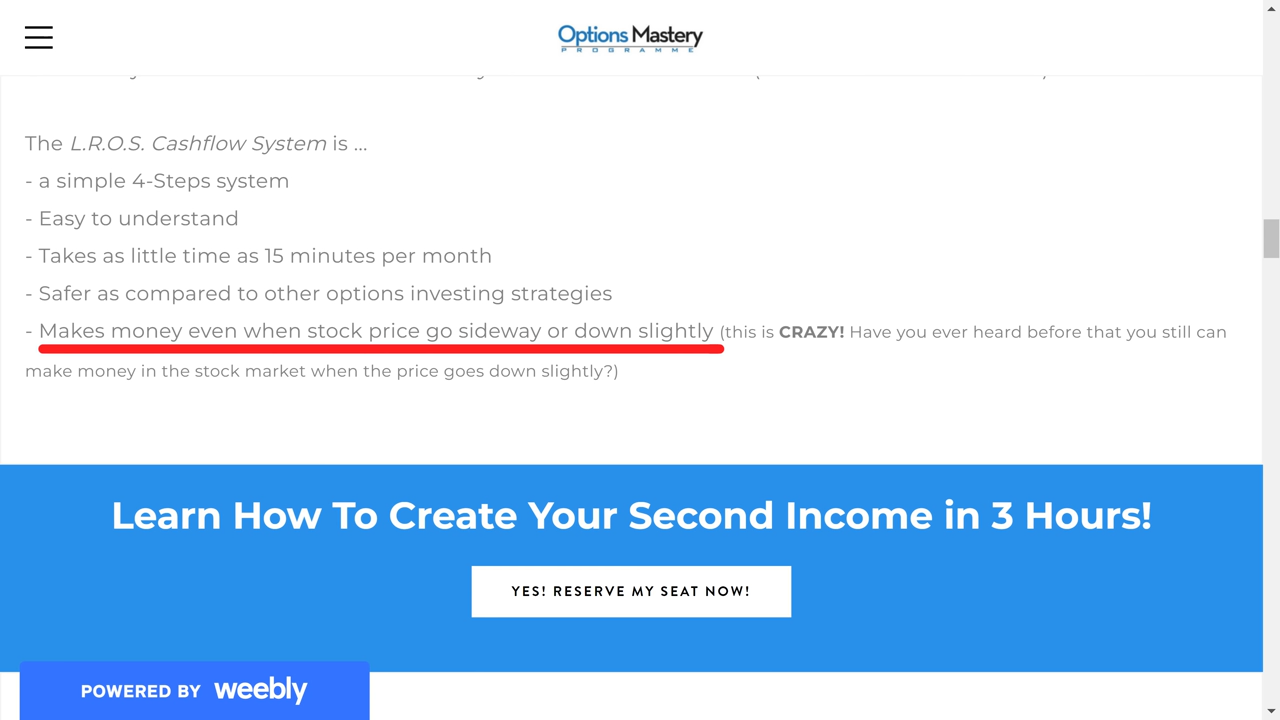 Options Mastery
PROGRAMME
The L.R.O.S. Cashflow System is ...
- a simple 4-Steps system
- Easy to understand
- Takes as little time as 15 minutes per month
- Safer as compared to other options investing strategies
- Makes money even when stock price go sideway or down slightly (this is CRAZY! Have you ever heard before that you still can
make money in the stock market when the price goes down slightly?)
Learn How To Create Your Second Income in 3 Hours!
YES! RESERVE MY SEAT NOW!
POWERED BY weebly